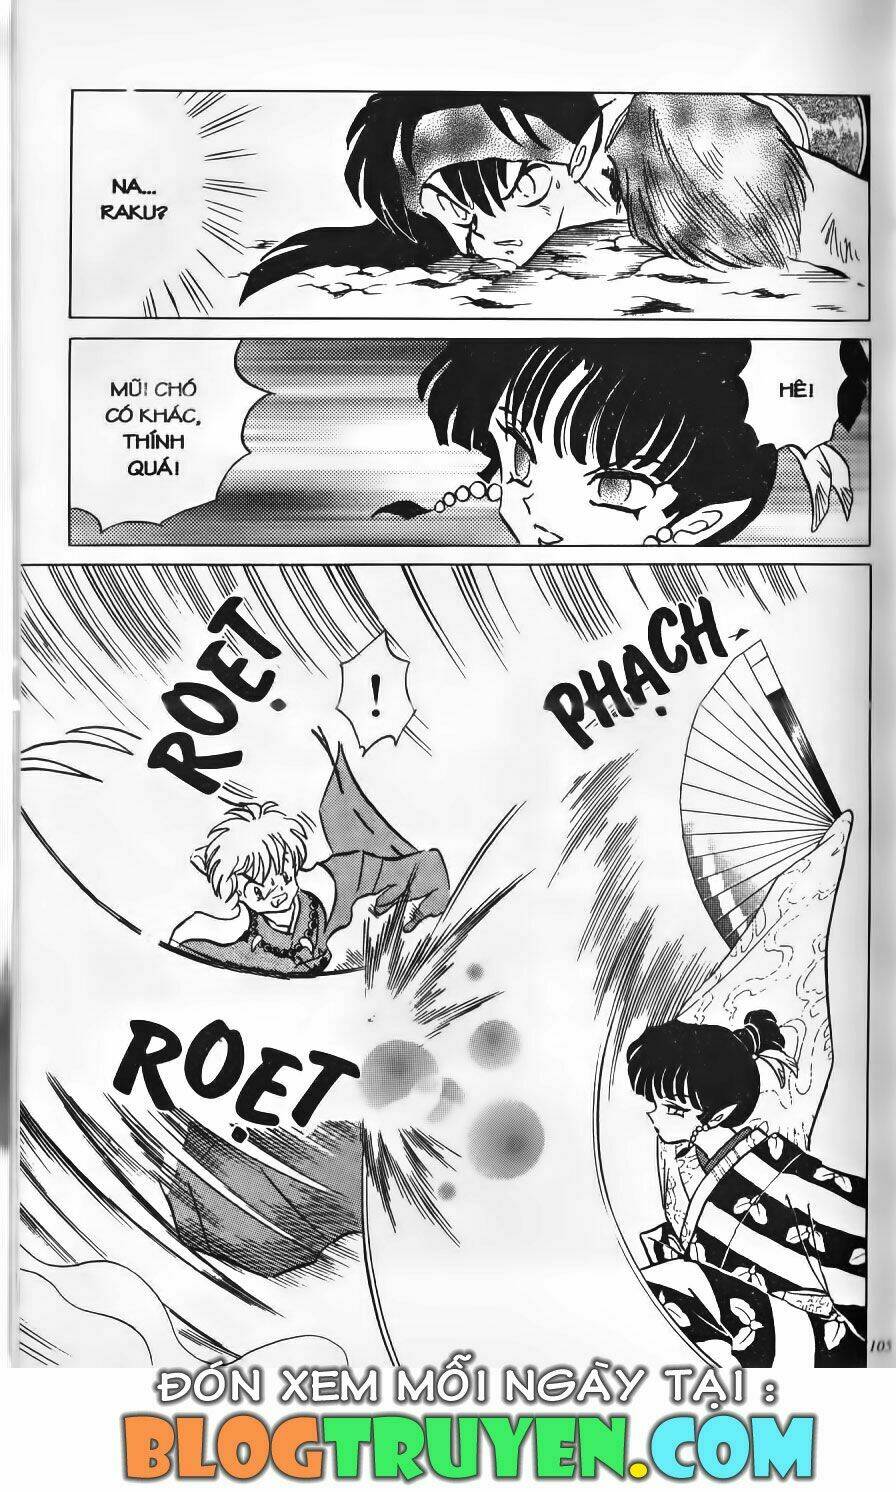 NA...
RAKU?
HÊ!
MŨI CHÓ
CÓ KHÁC,
THÍNH
QUÁ!
ROẸT
!
PHẠCH
ROẸT
105
ĐÓN XEM MỖI NGÀY TẠI :
BLOGTRUYEN.COM